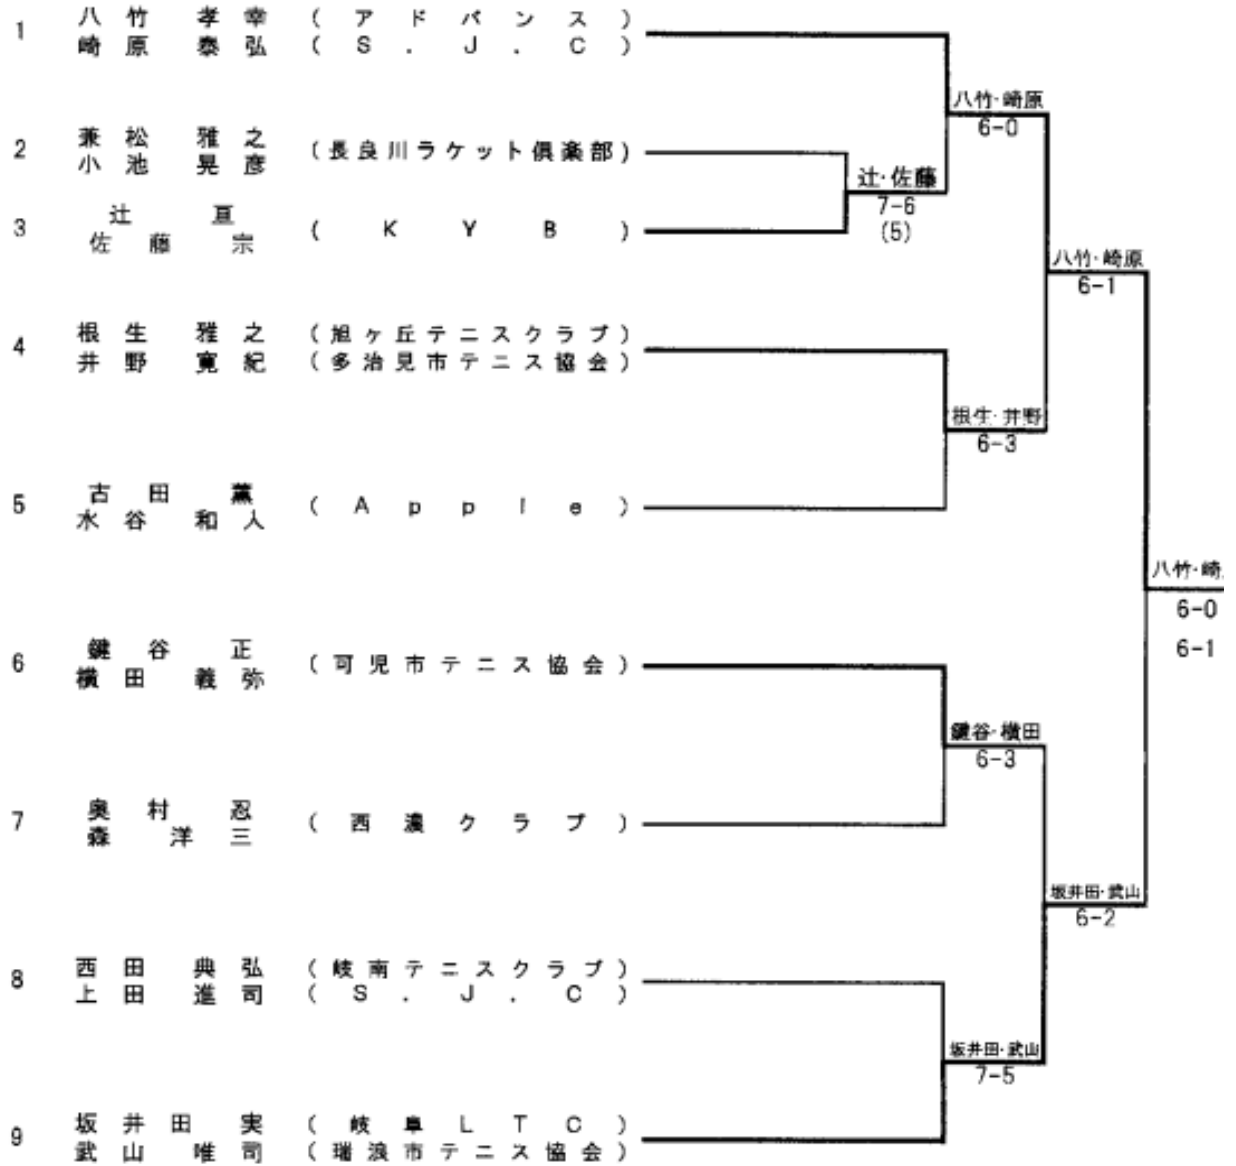 1 八竹 孝幸 (アドバンス)
崎原 泰弘 (S.J.C)
八竹・崎原
6-0
2 兼松 雅之 (長良川ラケット倶楽部)
小池 晃彦
辻・佐藤
7-6
(5)
3 辻 亘 (KYB)
佐藤 宗
八竹・崎原
6-1
4 根生 雅之 (旭ヶ丘テニスクラブ)
井野 寛紀 (多治見市テニス協会)
根生・井野
6-3
5 古田 薫 (Apple)
水谷 和人
八竹・崎
6-0
6-1
6 鍵谷 正 (可児市テニス協会)
横田 義弥
鍵谷・横田
6-3
7 奥村 忍 (西濃クラブ)
森 洋三
坂井田・武山
6-2
8 西田 典弘 (岐南テニスクラブ)
上田 進司 (S.J.C)
坂井田・武山
7-5
9 坂井田 実 (岐阜LTC)
武山 唯司 (瑞浪市テニス協会)